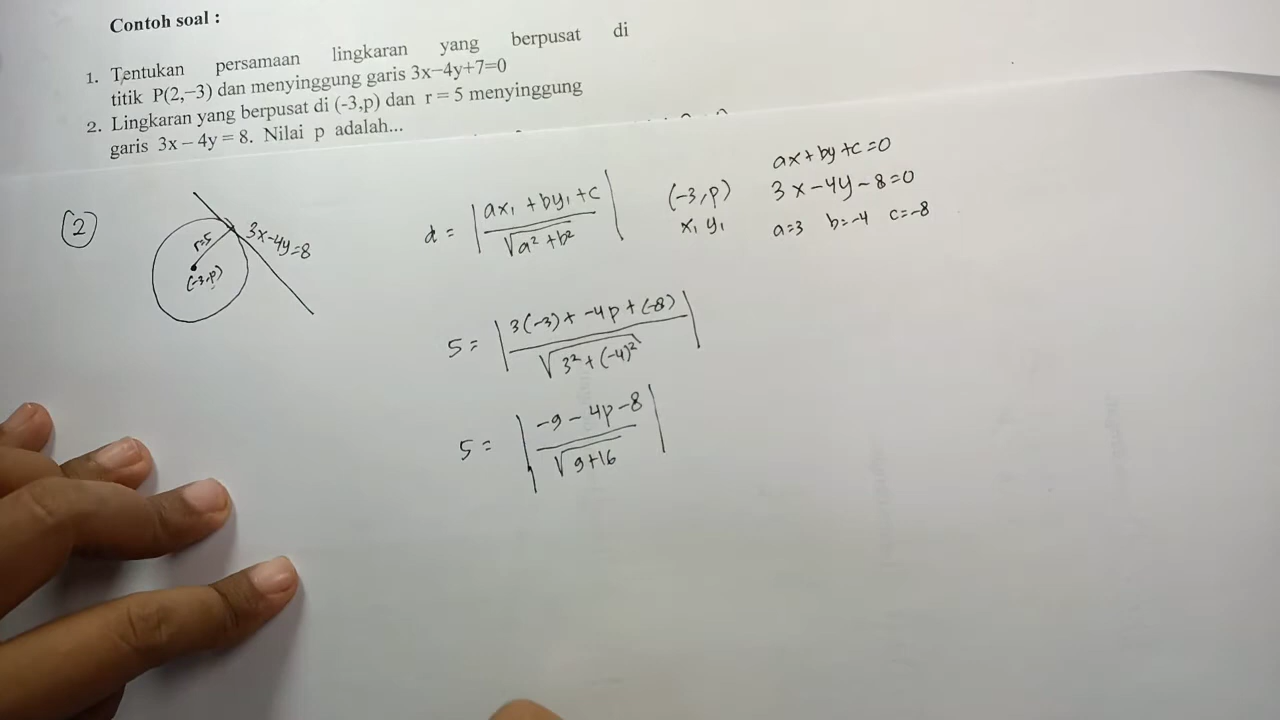 Contoh soal :
1. Tentukan persamaan lingkaran yang berpusat di
titik P(2,−3) dan menyinggung garis 3x−4y+7=0
2. Lingkaran yang berpusat di (-3,p) dan r = 5 menyinggung
garis 3x – 4y = 8. Nilai p adalah...
(2)
r=5
(-3,p)
3x-4y=8
d = |(ax₁ + by₁ + c)/√(a² + b²)|
(-3, p)
x₁ y₁
ax + by + c = 0
3x - 4y - 8 = 0
a=3 b=-4 c=-8
5 = |(3(-3) + -4p + (-8))/√(3² + (-4)²)|
5 = |(-9 - 4p - 8)/√(9+16)|